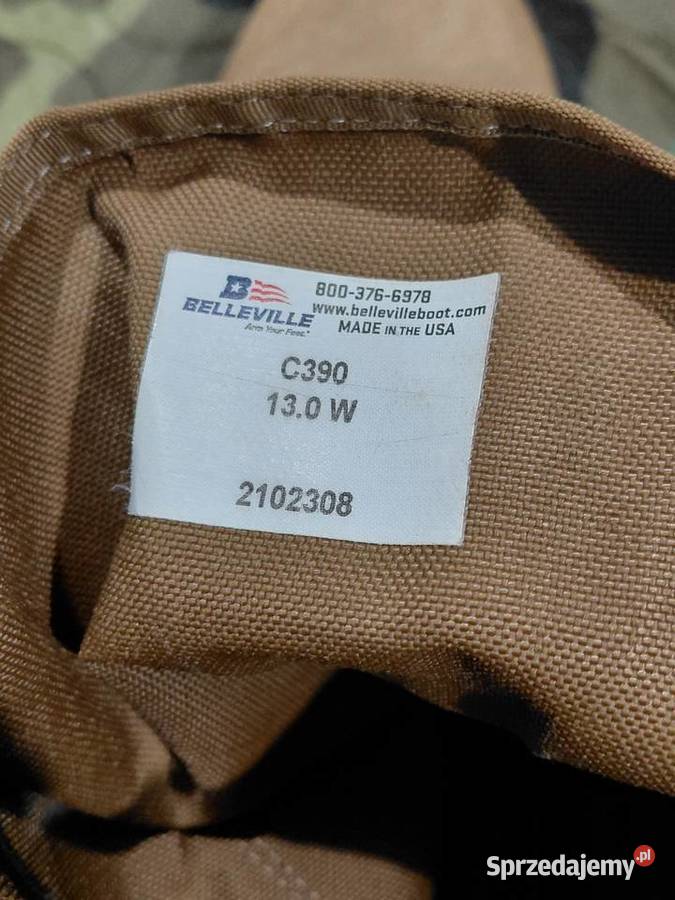 B
BELLEVILLE
Arm Your Feet.
800-376-6978
www.bellevilleboot.com
MADE IN THE USA
C390
13.0 W
2102308
Sprzedajemy.pl